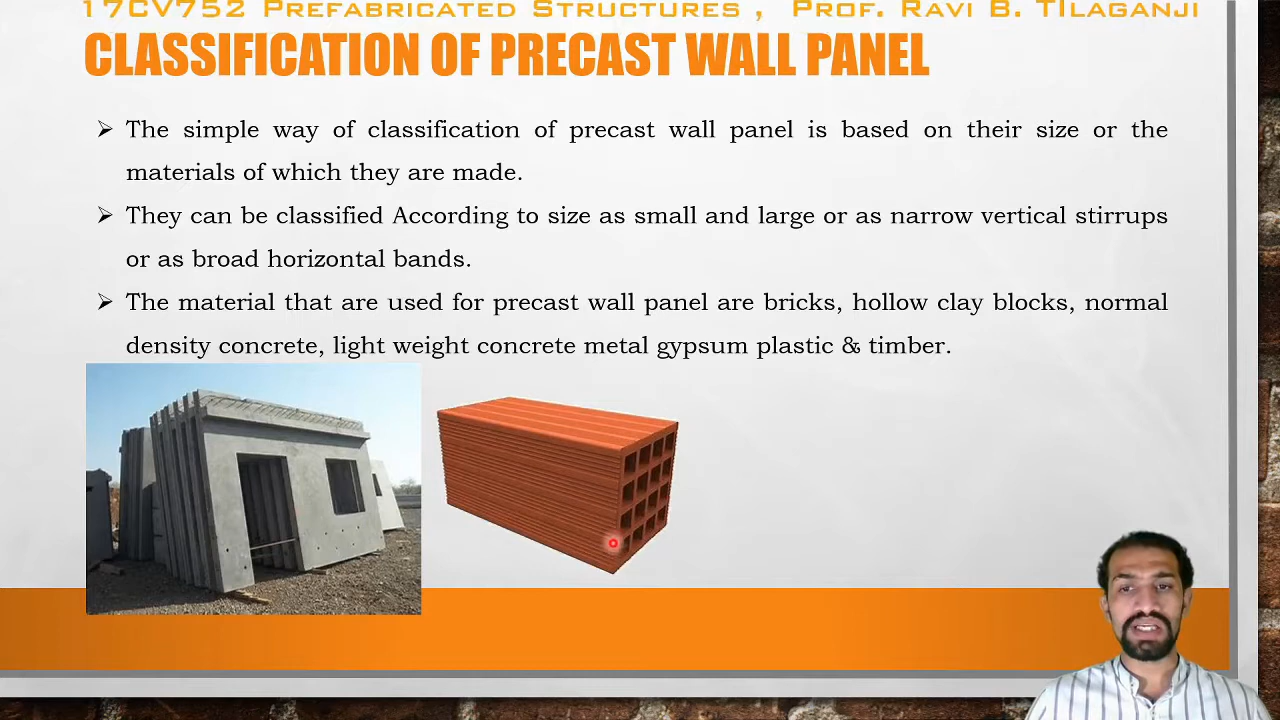 17CV752 Prefabricated Structures , Prof. Ravi B. TIlaganji
CLASSIFICATION OF PRECAST WALL PANEL
➢ The simple way of classification of precast wall panel is based on their size or the
materials of which they are made.
➢ They can be classified According to size as small and large or as narrow vertical stirrups
or as broad horizontal bands.
➢ The material that are used for precast wall panel are bricks, hollow clay blocks, normal
density concrete, light weight concrete metal gypsum plastic & timber.